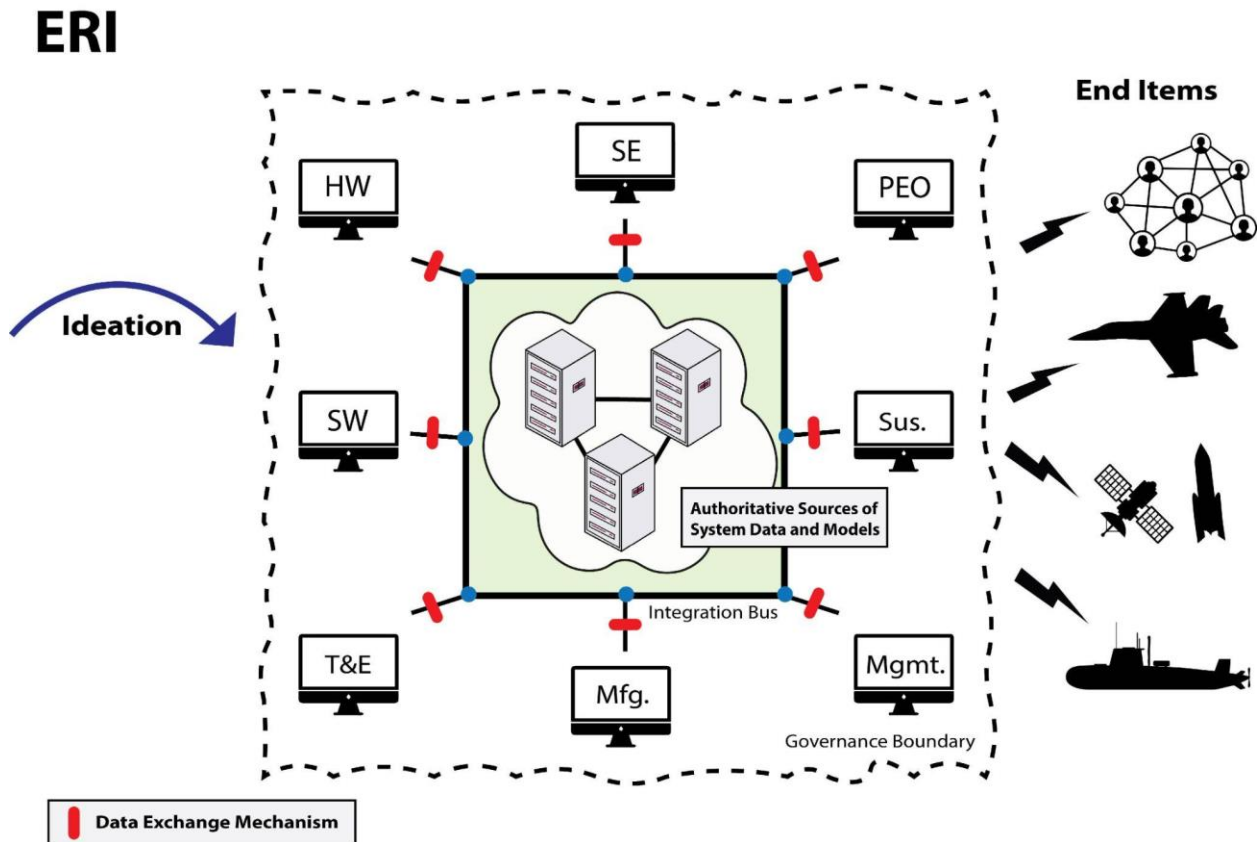 ERI
End Items
SE
HW
PEO
Ideation
SW
Sus.
Authoritative Sources of
System Data and Models
Integration Bus
T&E
Mfg.
Mgmt.
Governance Boundary
Data Exchange Mechanism